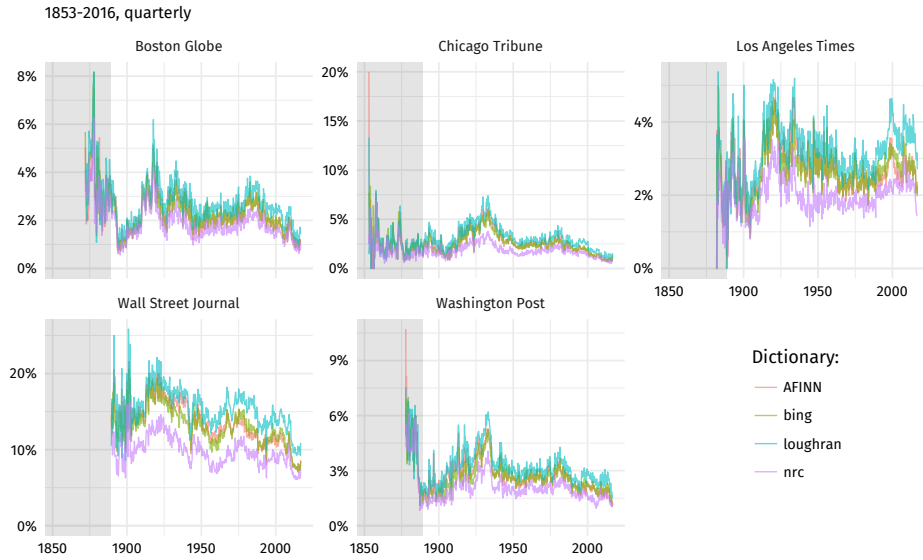 1853-2016, quarterly
Boston Globe
Chicago Tribune
Los Angeles Times
8%
6%
4%
2%
0%
20%
15%
10%
5%
0%
4%
2%
0%
1850
1900
1950
2000
Wall Street Journal
Washington Post
20%
10%
0%
1850
1900
1950
2000
9%
6%
3%
0%
1850
1900
1950
2000
Dictionary:
AFINN
bing
loughran
nrc